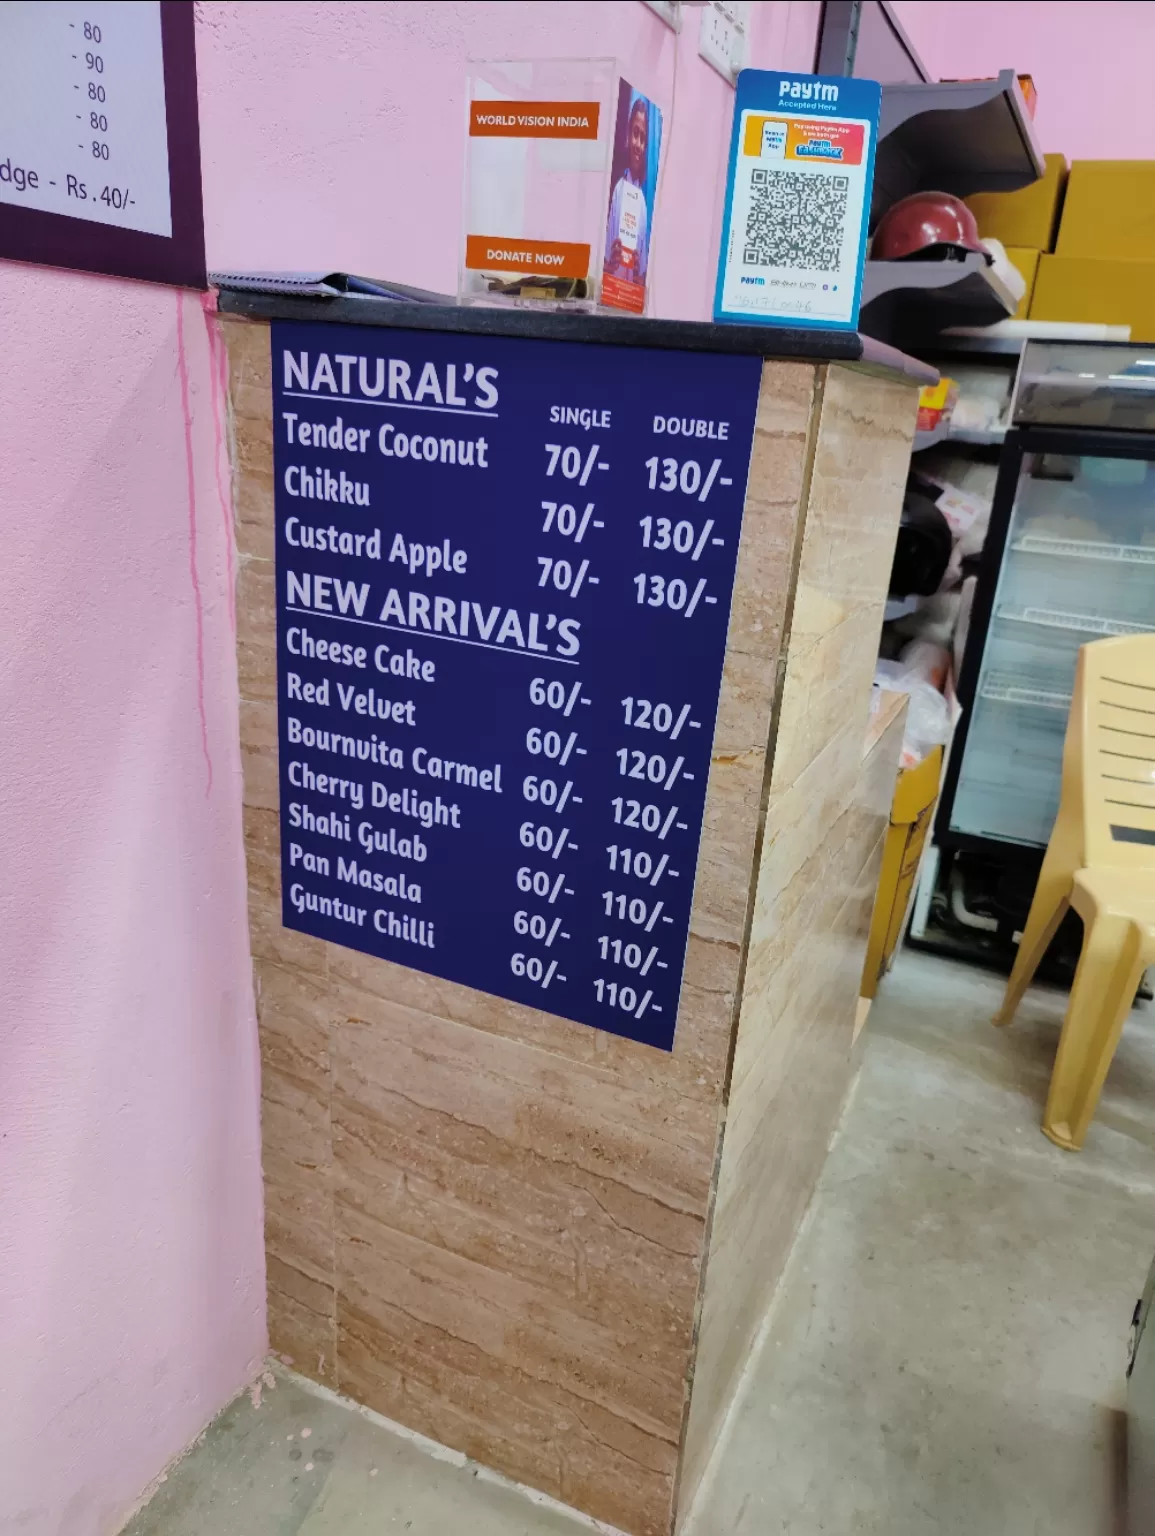 - 80
- 90
- 80
- 80
- 80
dge - Rs.40/-
WORLD VISION INDIA
DONATE NOW
paytm
Accepted Here
paytm
NATURAL'S
SINGLE DOUBLE
Tender Coconut 70/- 130/-
Chikku 70/- 130/-
Custard Apple 70/- 130/-
NEW ARRIVAL'S
Cheese Cake 60/- 120/-
Red Velvet 60/- 120/-
Bournvita Carmel 60/- 120/-
Cherry Delight 60/- 110/-
Shahi Gulab 60/- 110/-
Pan Masala 60/- 110/-
Guntur Chilli 60/- 110/-